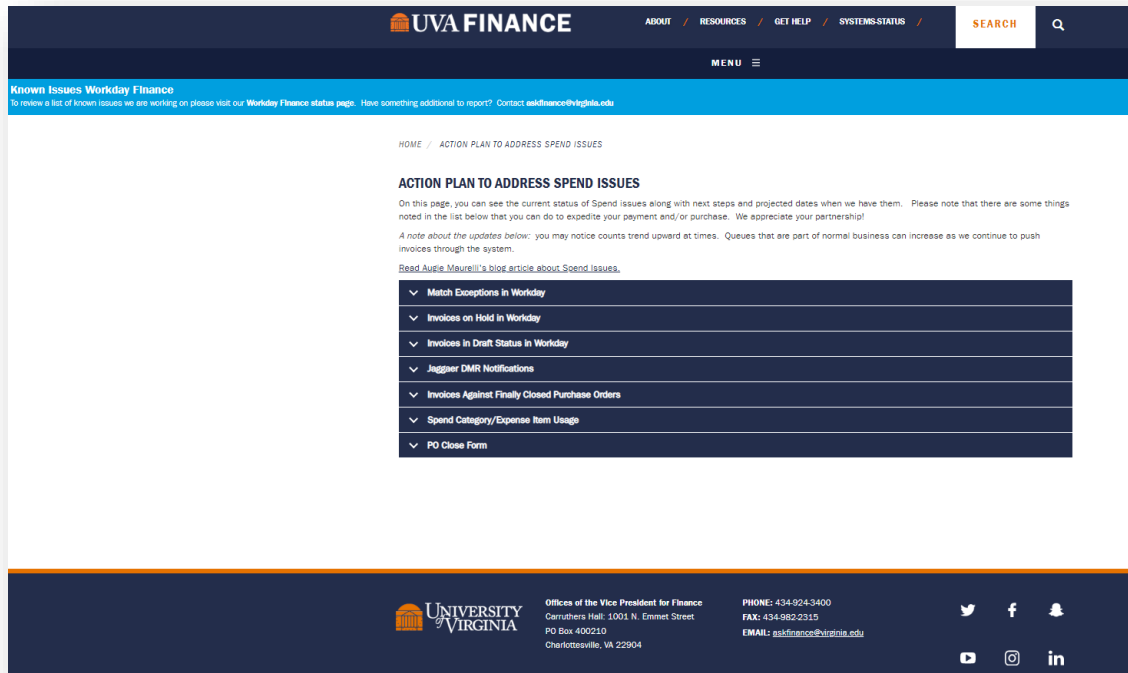 UVA FINANCE
ABOUT / RESOURCES / GET HELP / SYSTEMS-STATUS /
SEARCH
MENU
Known Issues Workday Finance
To review a list of known issues we are working on please visit our Workday Finance status page. Have something additional to report? Contact askfinance@virginia.edu
HOME / ACTION PLAN TO ADDRESS SPEND ISSUES
ACTION PLAN TO ADDRESS SPEND ISSUES
On this page, you can see the current status of Spend issues along with next steps and projected dates when we have them. Please note that there are some things
noted in the list below that you can do to expedite your payment and/or purchase. We appreciate your partnership!
A note about the updates below: you may notice counts trend upward at times. Queues that are part of normal business can increase as we continue to push
invoices through the system.
Read Augie Maurelli's blog article about Spend Issues.
Match Exceptions in Workday
Invoices on Hold in Workday
Invoices in Draft Status in Workday
Jaggaer DMR Notifications
Invoices Against Finally Closed Purchase Orders
Spend Category/Expense Item Usage
PO Close Form
UNIVERSITY
of VIRGINIA
Offices of the Vice President for Finance
Carruthers Hall: 1001 N. Emmet Street
PO Box 400210
Charlottesville, VA 22904
PHONE: 434-924-3400
FAX: 434-982-2315
EMAIL: askfinance@virginia.edu